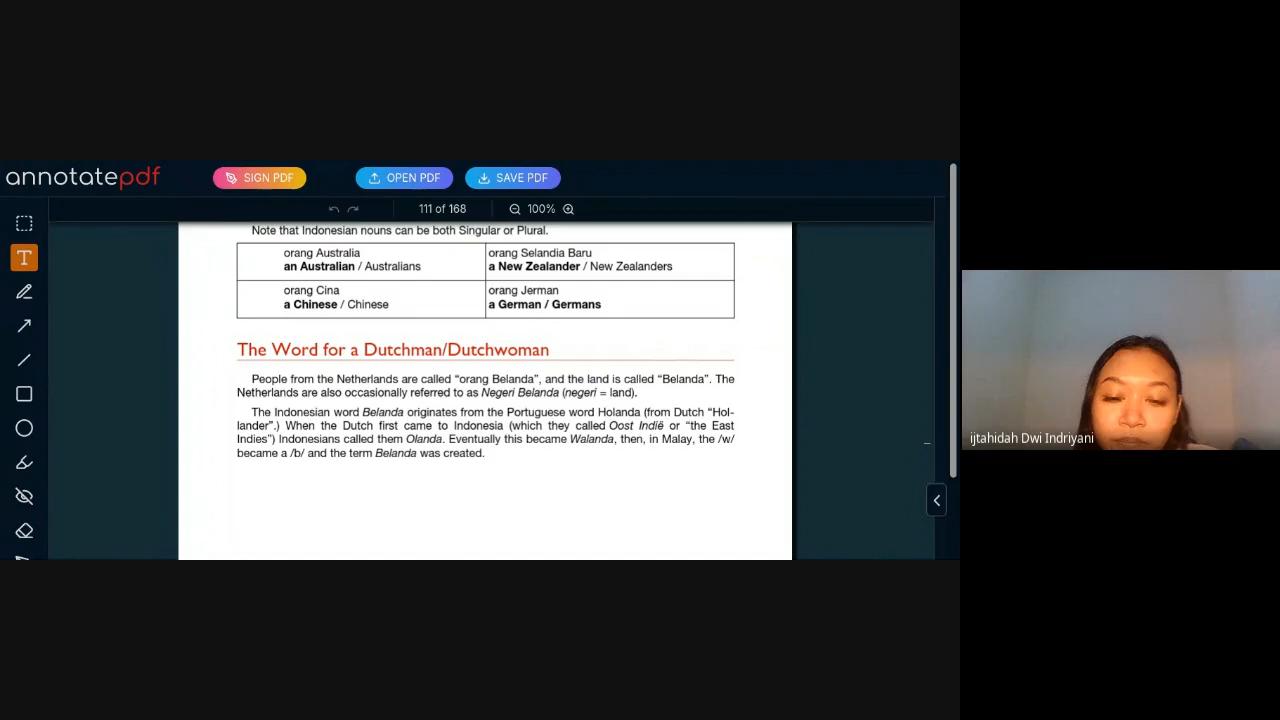 annotatepdf
SIGN PDF
OPEN PDF
SAVE PDF
111 of 168
100%
T
Note that Indonesian nouns can be both Singular or Plural.
orang Australia
an Australian / Australians
orang Selandia Baru
a New Zealander / New Zealanders
orang Cina
a Chinese / Chinese
orang Jerman
a German / Germans
The Word for a Dutchman/Dutchwoman
People from the Netherlands are called “orang Belanda”, and the land is called “Belanda”. The
Netherlands are also occasionally referred to as Negeri Belanda (negeri = land).
The Indonesian word Belanda originates from the Portuguese word Holanda (from Dutch “Hol-
lander”.) When the Dutch first came to Indonesia (which they called Oost Indië or “the East
Indies”) Indonesians called them Olanda. Eventually this became Walanda, then, in Malay, the /w/
became a /b/ and the term Belanda was created.
ijtahidah Dwi Indriyani